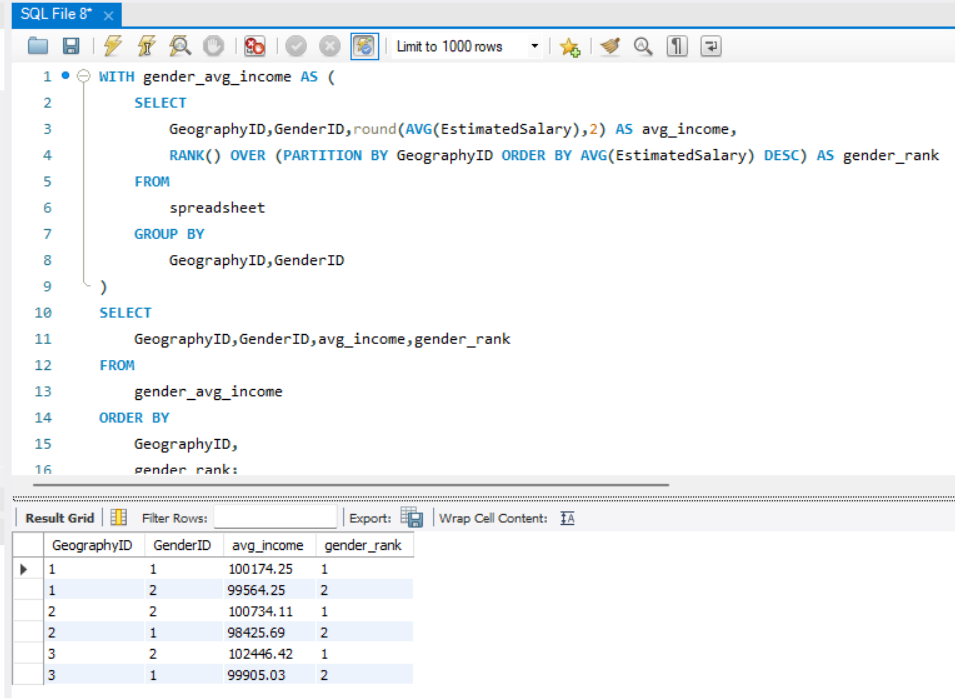 SQL File 8*
Limit to 1000 rows
1 WITH gender_avg_income AS (
2 SELECT
3 GeographyID,GenderID,round(AVG(EstimatedSalary),2) AS avg_income,
4 RANK() OVER (PARTITION BY GeographyID ORDER BY AVG(EstimatedSalary) DESC) AS gender_rank
5 FROM
6 spreadsheet
7 GROUP BY
8 GeographyID,GenderID
9 )
10 SELECT
11 GeographyID,GenderID,avg_income,gender_rank
12 FROM
13 gender_avg_income
14 ORDER BY
15 GeographyID,
16 gender_rank;
Result Grid Filter Rows: Export: Wrap Cell Content:
GeographyID GenderID avg_income gender_rank
1 1 100174.25 1
1 2 99564.25 2
2 2 100734.11 1
2 1 98425.69 2
3 2 102446.42 1
3 1 99905.03 2